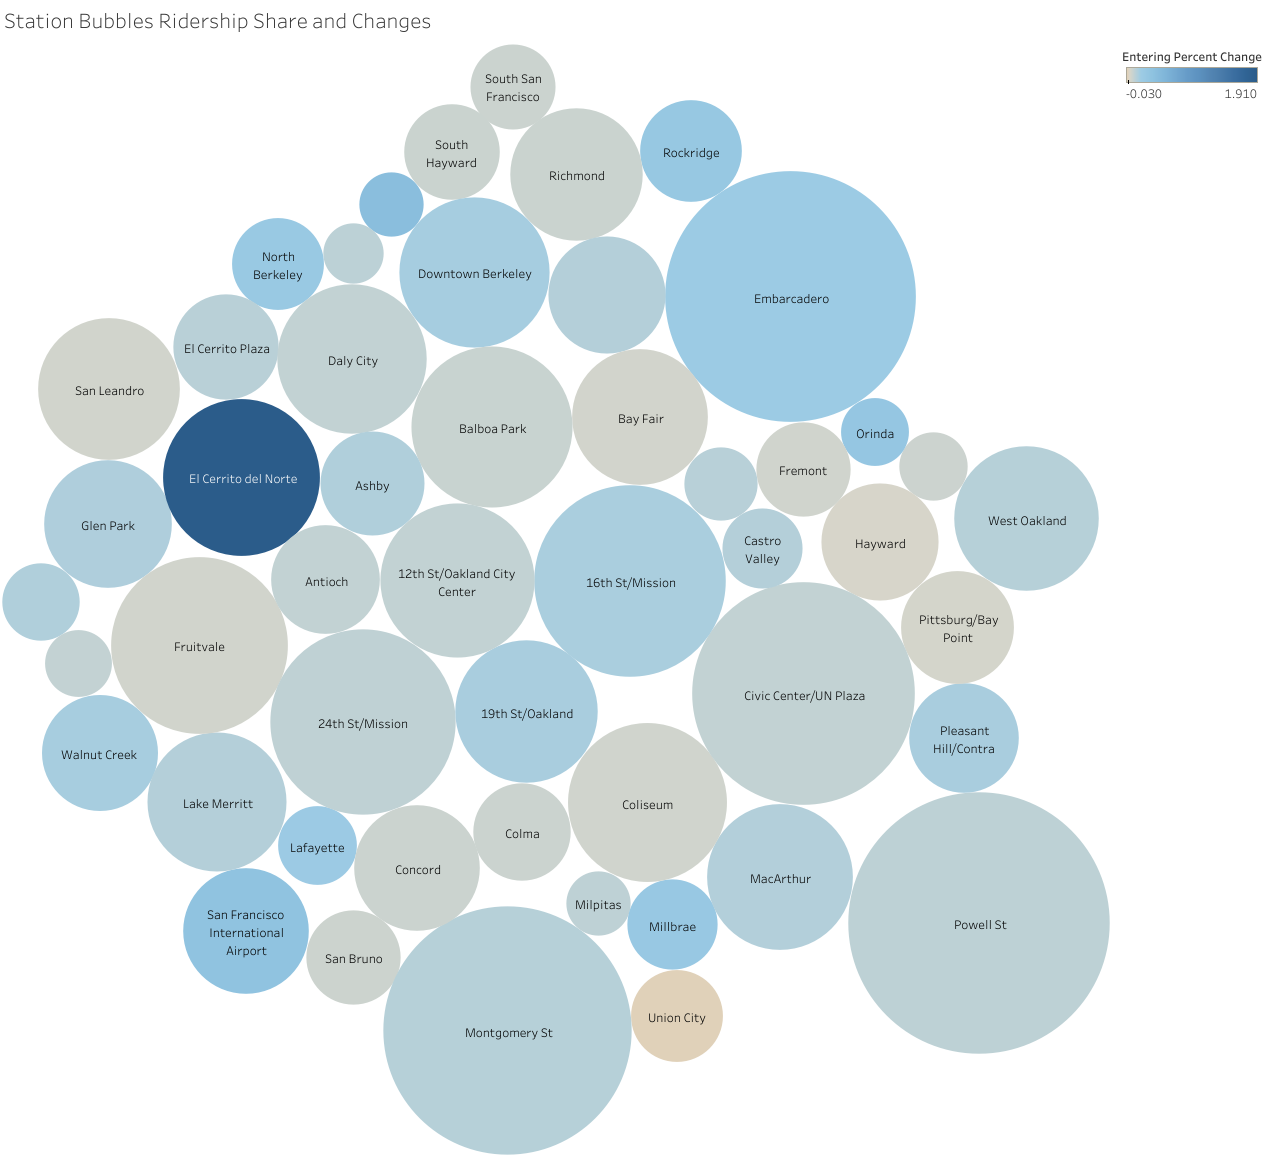 Station Bubbles Ridership Share and Changes
Entering Percent Change
-0.030
1.910
South San
Francisco
South
Hayward
Richmond
Rockridge
North
Berkeley
Downtown Berkeley
Embarcadero
El Cerrito Plaza
Daly City
San Leandro
Balboa Park
Bay Fair
Orinda
El Cerrito del Norte
Ashby
Fremont
Glen Park
West Oakland
Castro
Valley
Hayward
Antioch
12th St/Oakland City
Center
16th St/Mission
Pittsburg/Bay
Point
Fruitvale
Civic Center/UN Plaza
24th St/Mission
19th St/Oakland
Pleasant
Hill/Contra
Walnut Creek
Lake Merritt
Coliseum
Lafayette
Colma
Concord
MacArthur
Milpitas
San Francisco
International
Airport
Millbrae
Powell St
San Bruno
Montgomery St
Union City